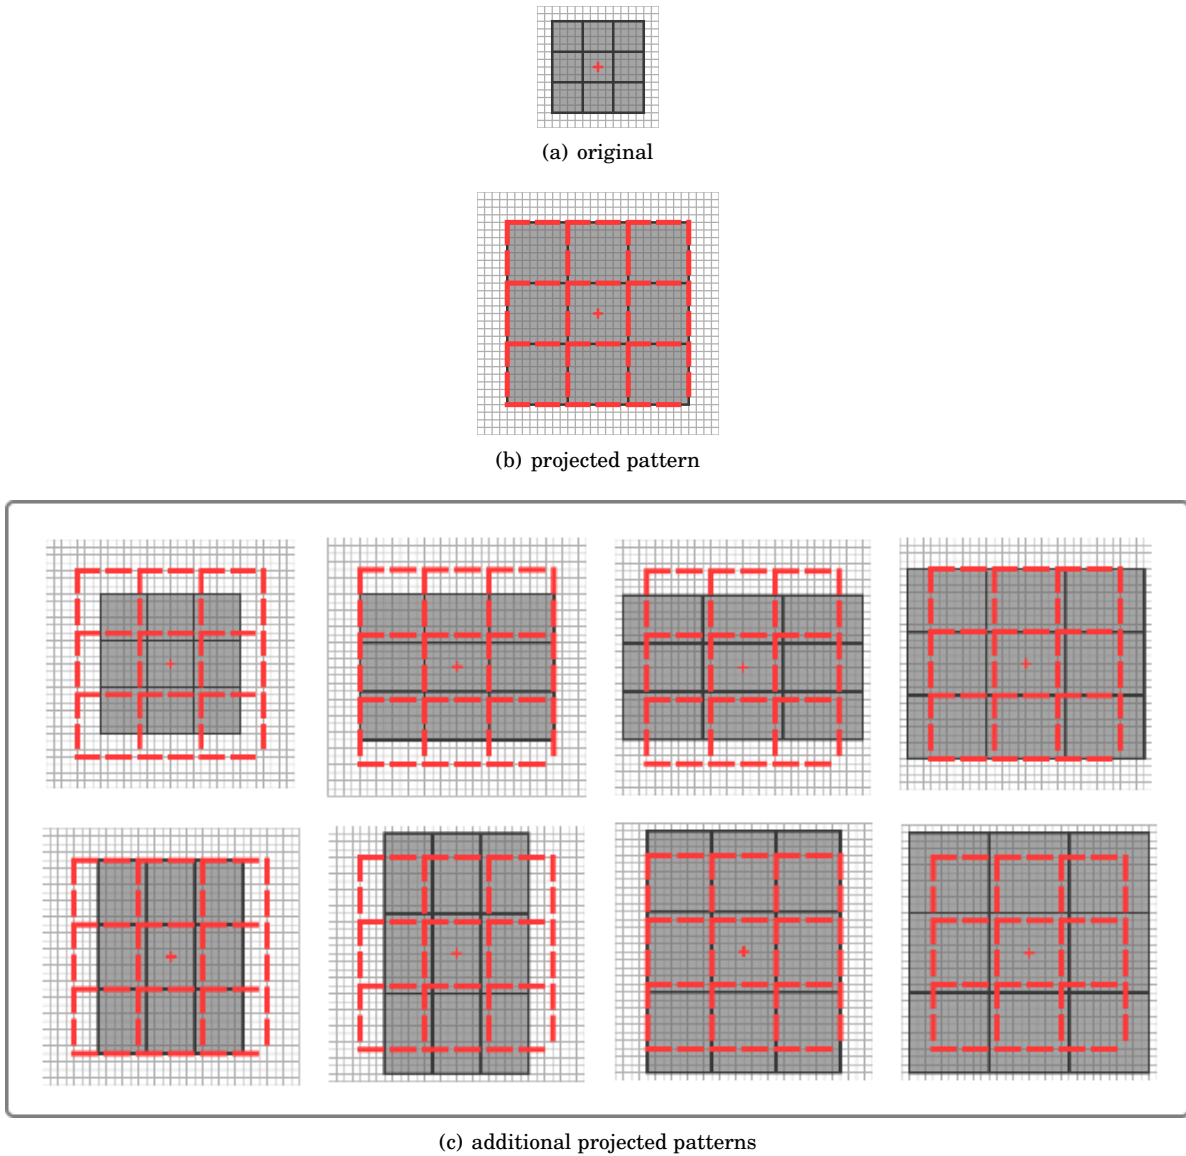 (a) original
(b) projected pattern
(c) additional projected patterns